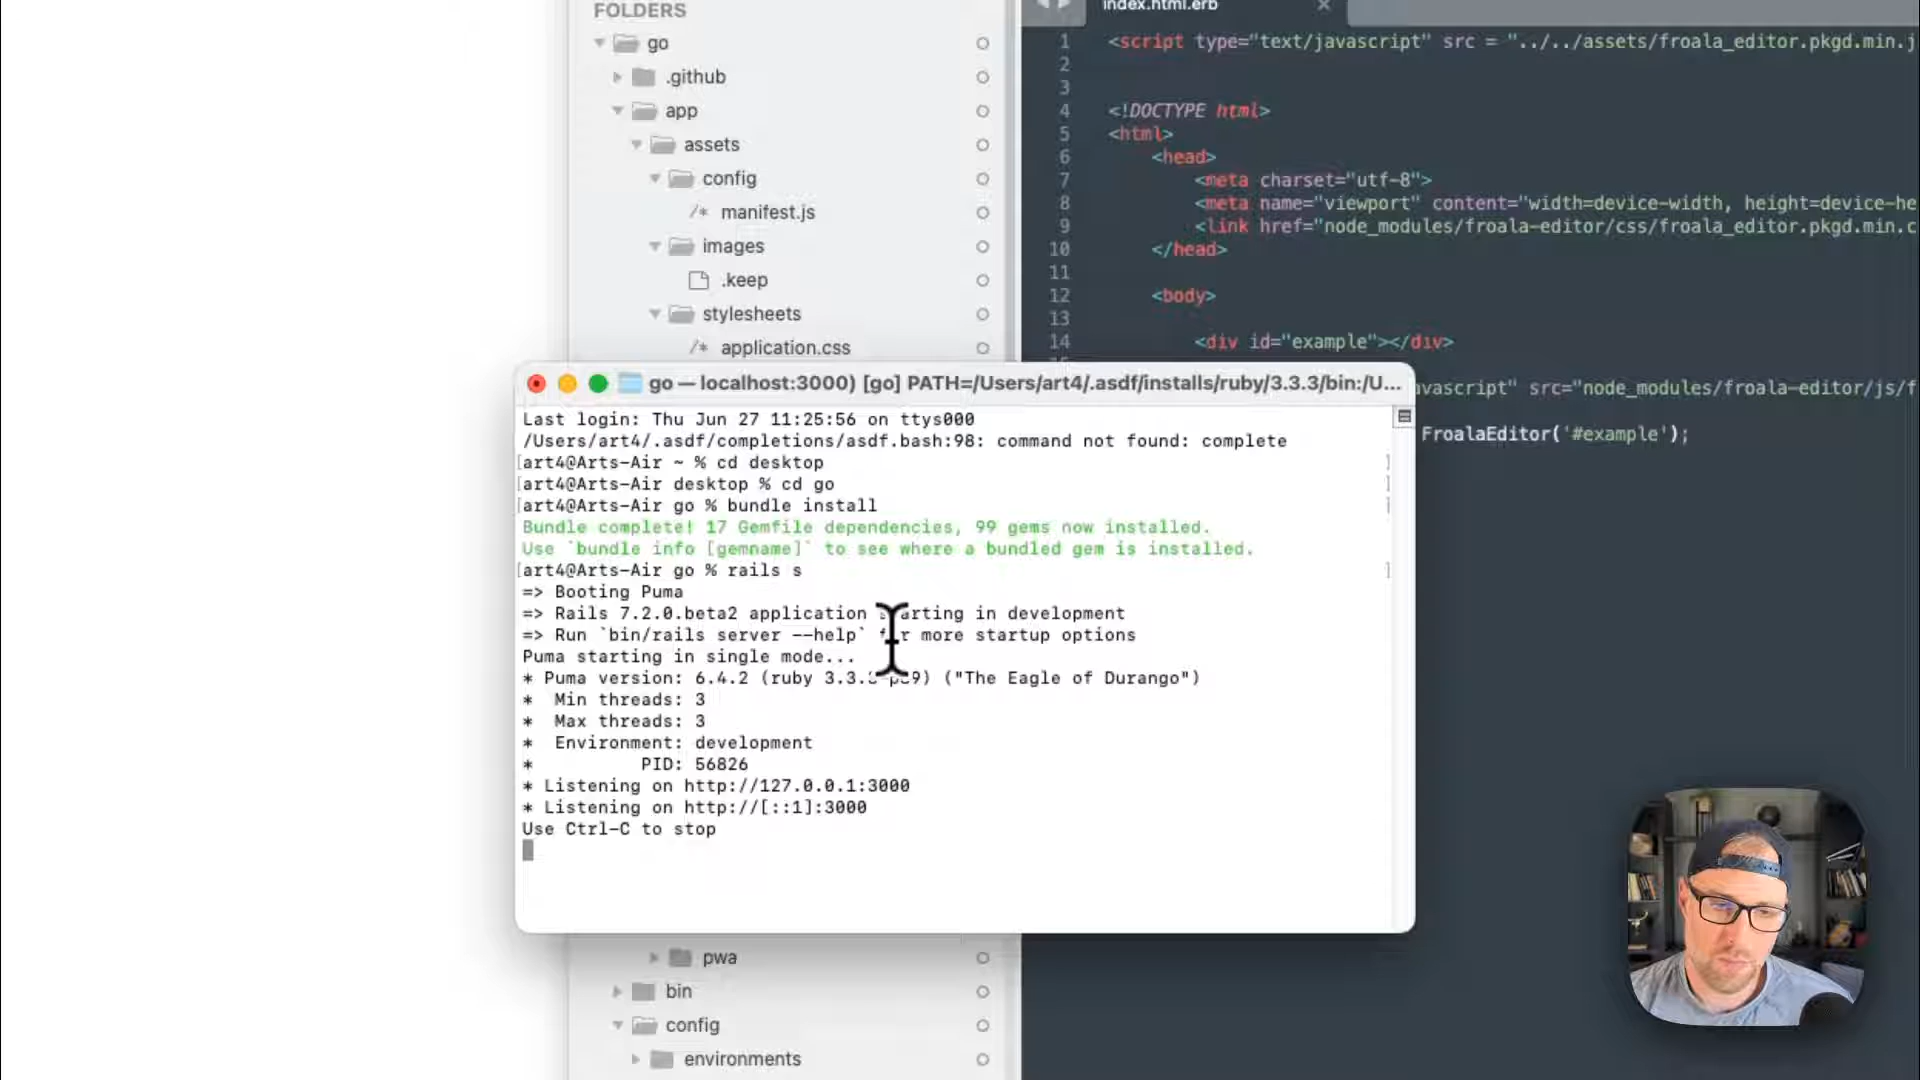 FOLDERS
go
.github
app
assets
config
/* manifest.js
images
.keep
stylesheets
/* application.css
pwa
bin
config
environments
index.html.erb
1 <script type="text/javascript" src = "../../assets/froala_editor.pkgd.min.j
2
3
4 <!DOCTYPE html>
5 <html>
6 <head>
7 <meta charset="utf-8">
8 <meta name="viewport" content="width=device-width, height=device-he
9 <link href="node_modules/froala-editor/css/froala_editor.pkgd.min.c
10 </head>
11
12 <body>
13
14 <div id="example"></div>
vascript" src="node_modules/froala-editor/js/f
FroalaEditor('#example');
go — localhost:3000) [go] PATH=/Users/art4/.asdf/installs/ruby/3.3.3/bin:/U...
Last login: Thu Jun 27 11:25:56 on ttys000
/Users/art4/.asdf/completions/asdf.bash:98: command not found: complete
[art4@Arts-Air ~ % cd desktop ]
[art4@Arts-Air desktop % cd go ]
[art4@Arts-Air go % bundle install ]
Bundle complete! 17 Gemfile dependencies, 99 gems now installed.
Use `bundle info [gemname]` to see where a bundled gem is installed.
[art4@Arts-Air go % rails s ]
=> Booting Puma
=> Rails 7.2.0.beta2 application starting in development
=> Run `bin/rails server --help` for more startup options
Puma starting in single mode...
* Puma version: 6.4.2 (ruby ("The Eagle of Durango")
* Min threads: 3
* Max threads: 3
* Environment: development
* PID: 56826
* Listening on http://127.0.0.1:3000
* Listening on http://[::1]:3000
Use Ctrl-C to stop